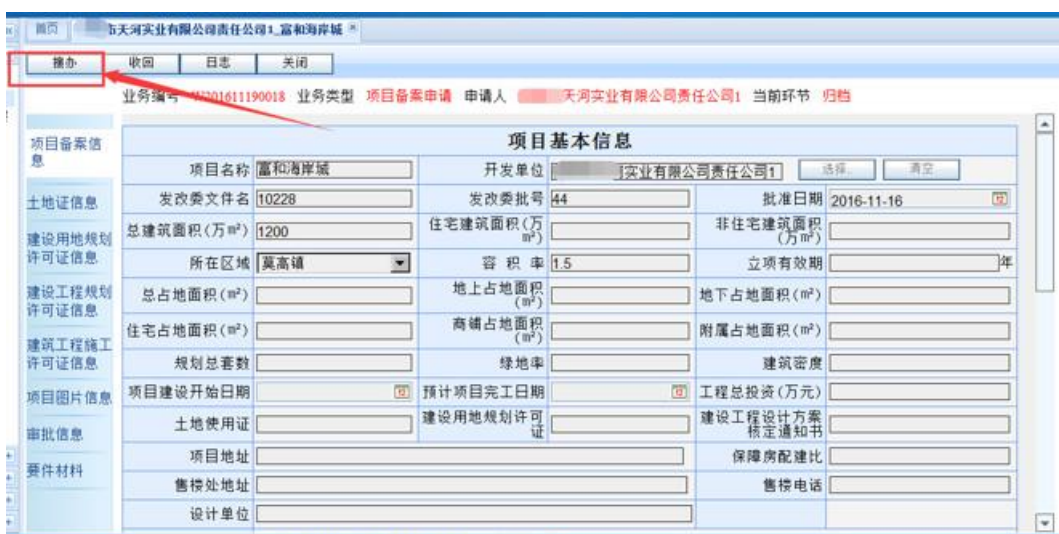 首页 市天河实业有限公司责任公司1_富和海岸城
接办 收回 日志 关闭
业务编号 201611190018 业务类型 项目备案申请 申请人 天河实业有限公司责任公司1 当前环节 归档
项目基本信息
项目备案信息
土地证信息
建设用地规划许可证信息
建设工程规划许可证信息
建筑工程施工许可证信息
项目图片信息
审批信息
要件材料
项目名称 富和海岸城 开发单位 实业有限公司责任公司1 选择. 清空
发改委文件名 10228 发改委批号 44 批准日期 2016-11-16
总建筑面积(万m²) 1200 住宅建筑面积(万m²) 非住宅建筑面积(万m²)
所在区域 莫高镇 容 积 率 1.5 立项有效期 年
总占地面积(m²) 地上占地面积(m²) 地下占地面积(m²)
住宅占地面积(m²) 商铺占地面积(m²) 附属占地面积(m²)
规划总套数 绿地率 建筑密度
项目建设开始日期 预计项目完工日期 工程总投资(万元)
土地使用证 建设用地规划许可证 建设工程设计方案核定通知书
项目地址 保障房配建比
售楼处地址 售楼电话
设计单位